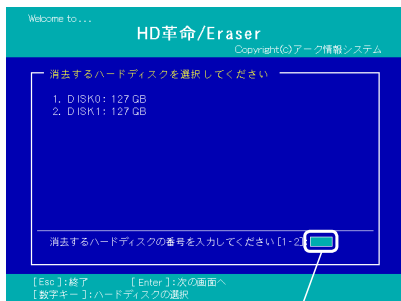 Welcome to...
HD革命/Eraser
Copyright(C)アーク情報システム
消去するハードディスクを選択してください
1. DISK0: 127 GB
2. DISK1: 127 GB
消去するハードディスクの番号を入力してください[1-2]:
[Esc]:終了 [Enter]:次の画面へ
[数字キー]:ハードディスクの選択